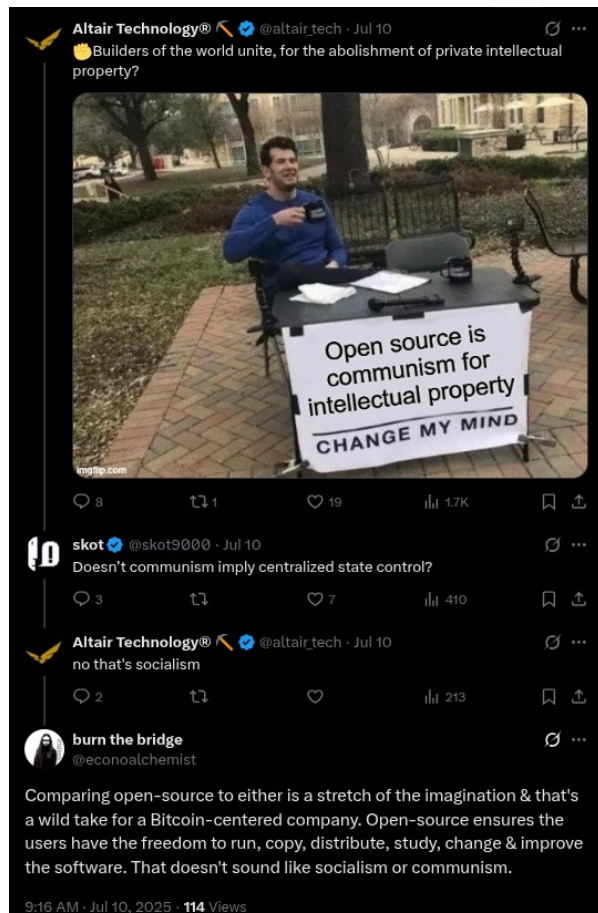 Altair Technology® ⛏️ @altair_tech · Jul 10
✊Builders of the world unite, for the abolishment of private intellectual
property?
Open source is
communism for
intellectual property
CHANGE MY MIND
imgflip.com
8 1 19 1.7K
skot @skot9000 · Jul 10
Doesn't communism imply centralized state control?
3 7 410
Altair Technology® ⛏️ @altair_tech · Jul 10
no that's socialism
2 213
burn the bridge
@econoalchemist
Comparing open-source to either is a stretch of the imagination & that's
a wild take for a Bitcoin-centered company. Open-source ensures the
users have the freedom to run, copy, distribute, study, change & improve
the software. That doesn't sound like socialism or communism.
9:16 AM · Jul 10, 2025 · 114 Views